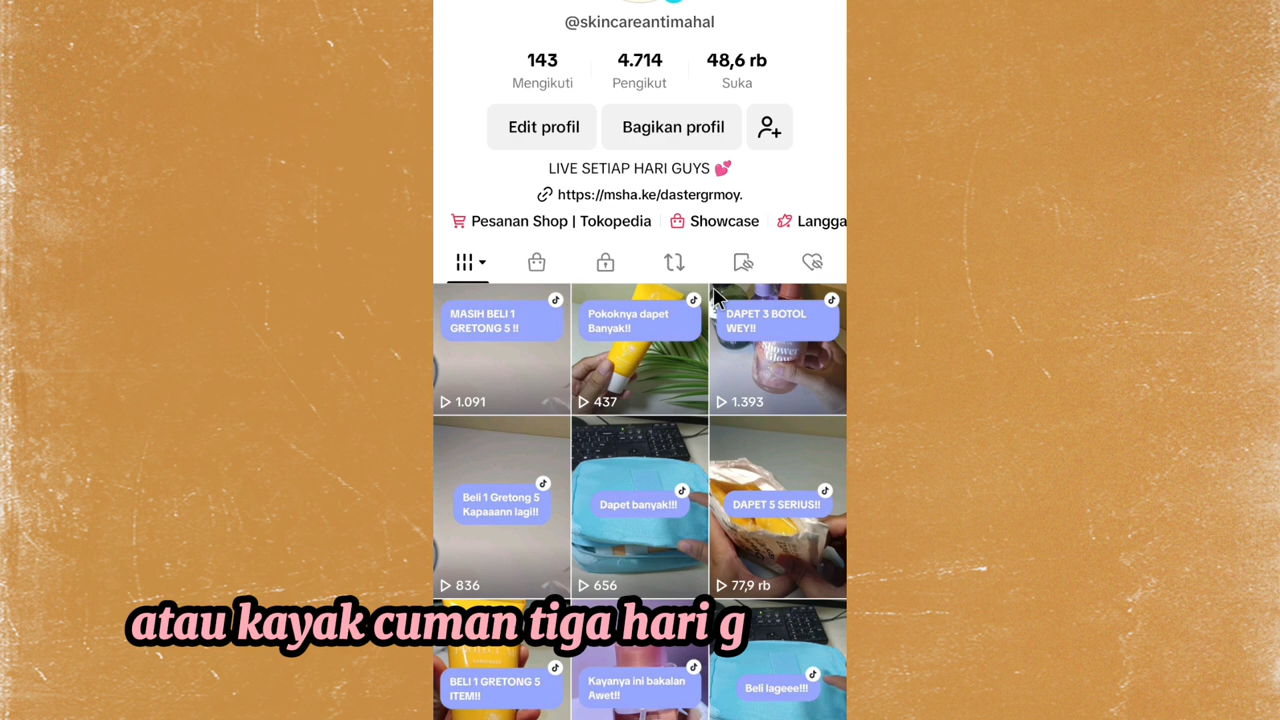 @skincareantimahal
143
4.714
48,6 rb
Mengikuti
Pengikut
Suka
Edit profil
Bagikan profil
LIVE SETIAP HARI GUYS 💕
https://msha.ke/dastergrmoy.
Pesanan Shop | Tokopedia
Showcase
Langga
MASIH BELI 1
GRETONG 5 !!
Pokoknya dapet
Banyak!!
DAPET 3 BOTOL
WEY!!
1.091
437
1.393
Beli 1 Gretong 5
Kapaaann lagi!!
Dapet banyak!!!
DAPET 5 SERIUS!!
836
656
77,9 rb
atau kayak cuman tiga hari g
BELI 1 GRETONG 5
ITEM!!
Kayanya ini bakalan
Awet!!
Beli lageee!!!